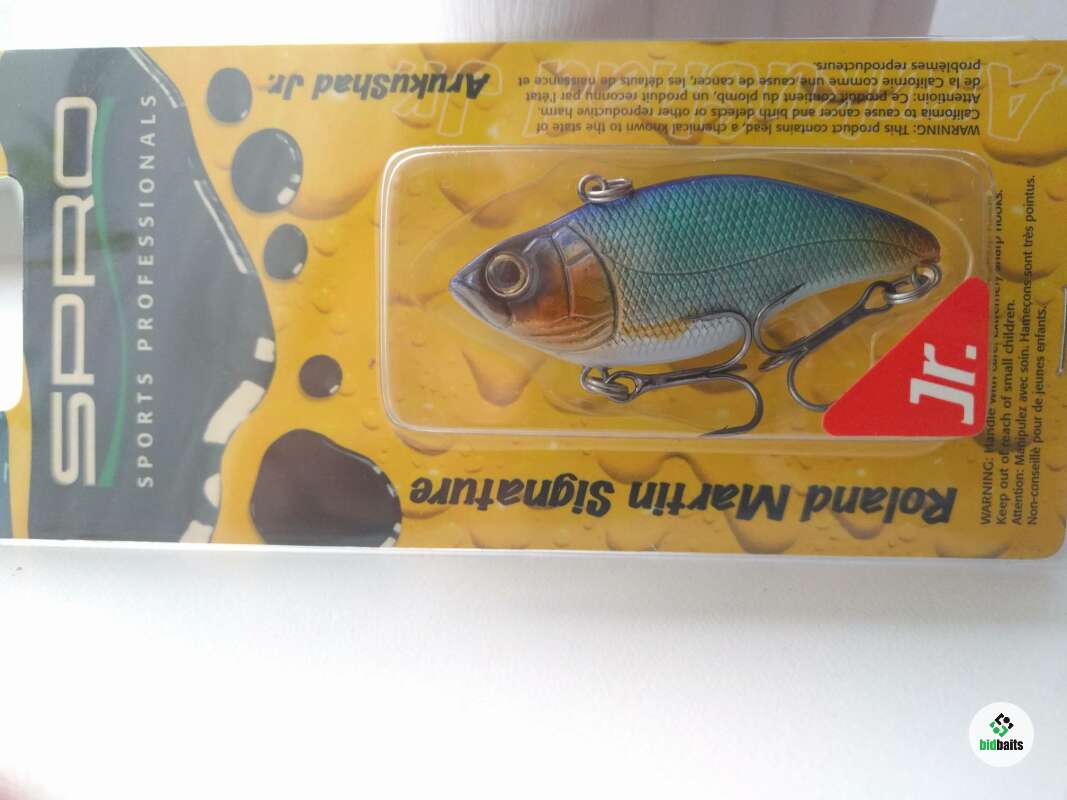 SPRO
SPORTS PROFESSIONALS
ArukuShad Jr.
WARNING: This product contains, lead, a chemical known to the state of
California to cause cancer and birth defects or other reproductive harm.
Attentioin: Ce produit contient du plomb, un produit reconnu par l'état
de la Californie comme une cause de cancer, les défauts de naissance et
problèmes reproducteurs.
Roland Martin Signature
Jr.
WARNING: Handle with care, extremely sharp hooks.
Keep out of reach of small children.
Attention: Manipulez avec soin. Hameçons sont très pointus.
Non-conseillé pour de jeunes enfants.
bidbaits